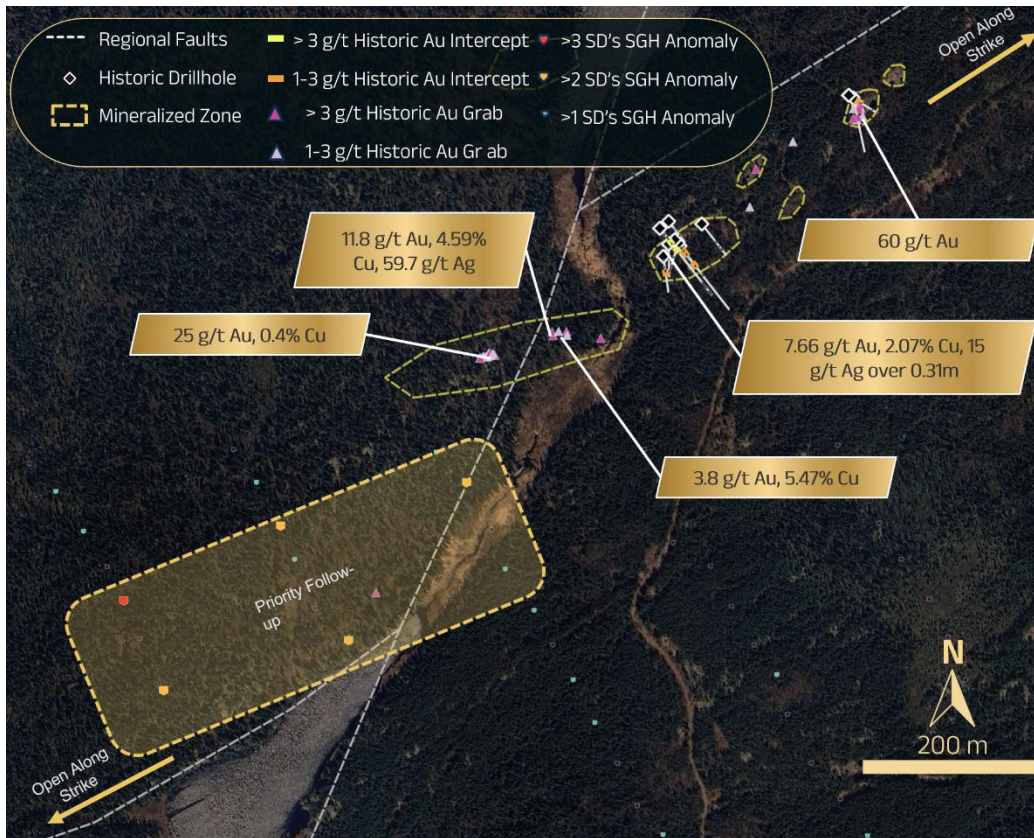 Regional Faults
Historic Drillhole
Mineralized Zone
> 3 g/t Historic Au Intercept
1-3 g/t Historic Au Intercept
> 3 g/t Historic Au Grab
1-3 g/t Historic Au Gr ab
>3 SD's SGH Anomaly
>2 SD's SGH Anomaly
>1 SD's SGH Anomaly
Open Along
Strike
11.8 g/t Au, 4.59%
Cu, 59.7 g/t Ag
60 g/t Au
25 g/t Au, 0.4% Cu
7.66 g/t Au, 2.07% Cu, 15
g/t Ag over 0.31m
3.8 g/t Au, 5.47% Cu
Priority Follow-
up
N
200 m
Open Along
Strike